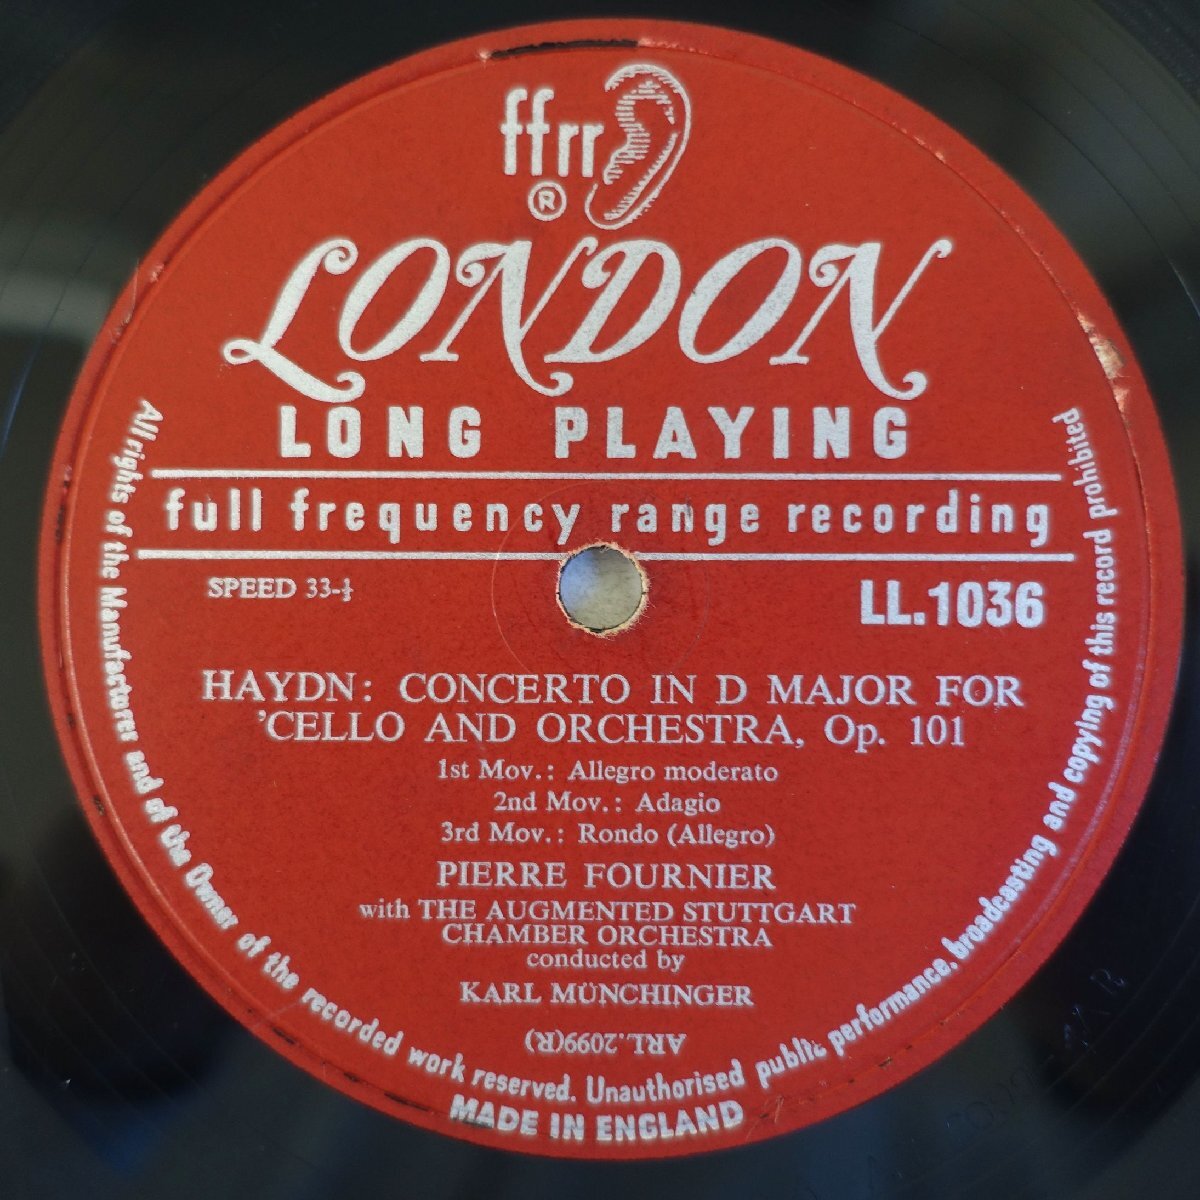 ffrr
®
LONDON
LONG PLAYING
full frequency range recording
SPEED 33-⅓
LL.1036
HAYDN: CONCERTO IN D MAJOR FOR
'CELLO AND ORCHESTRA, Op. 101
1st Mov.: Allegro moderato
2nd Mov.: Adagio
3rd Mov.: Rondo (Allegro)
PIERRE FOURNIER
with THE AUGMENTED STUTTGART
CHAMBER ORCHESTRA
conducted by
KARL MÜNCHINGER
ARL.2099(R)
All rights of the Manufacturer and of the Owner of the recorded work reserved. Unauthorised public performance, broadcasting and copying of this record prohibited
MADE IN ENGLAND